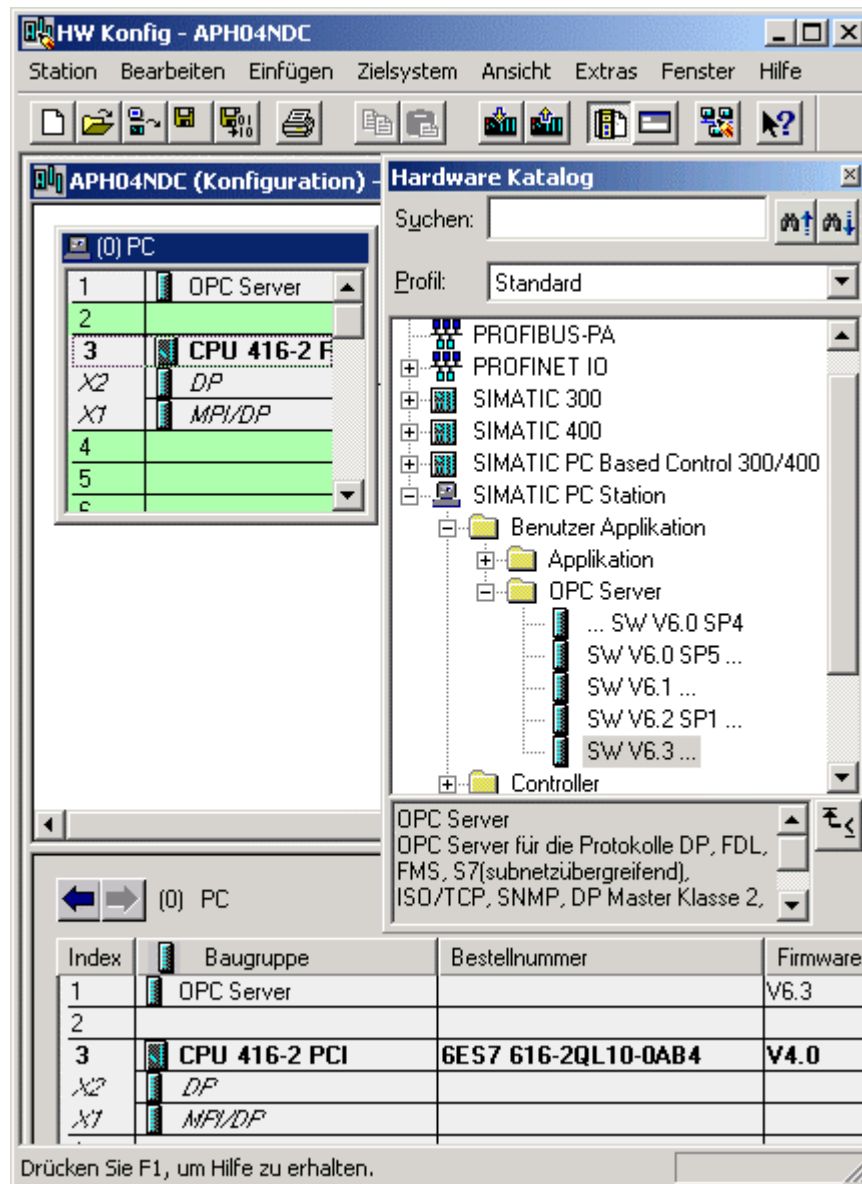 HW Konfig - APH04NDC
Station Bearbeiten Einfügen Zielsystem Ansicht Extras Fenster Hilfe
APH04NDC (Konfiguration) -
(0) PC
1 OPC Server
2
3 CPU 416-2 P
X2 DP
X1 MPI/DP
4
5
Hardware Katalog
Suchen:
Profil: Standard
PROFIBUS-PA
PROFINET IO
SIMATIC 300
SIMATIC 400
SIMATIC PC Based Control 300/400
SIMATIC PC Station
Benutzer Applikation
Applikation
OPC Server
... SW V6.0 SP4
SW V6.0 SP5 ...
SW V6.1 ...
SW V6.2 SP1 ...
SW V6.3 ...
Controller
OPC Server
OPC Server für die Protokolle DP, FDL,
FMS, S7(subnetzübergreifend),
ISO/TCP, SNMP, DP Master Klasse 2,
(0) PC
Index Baugruppe Bestellnummer Firmware
1 OPC Server V6.3
2
3 CPU 416-2 PCI 6ES7 616-2QL10-0AB4 V4.0
X2 DP
X1 MPI/DP
Drücken Sie F1, um Hilfe zu erhalten.